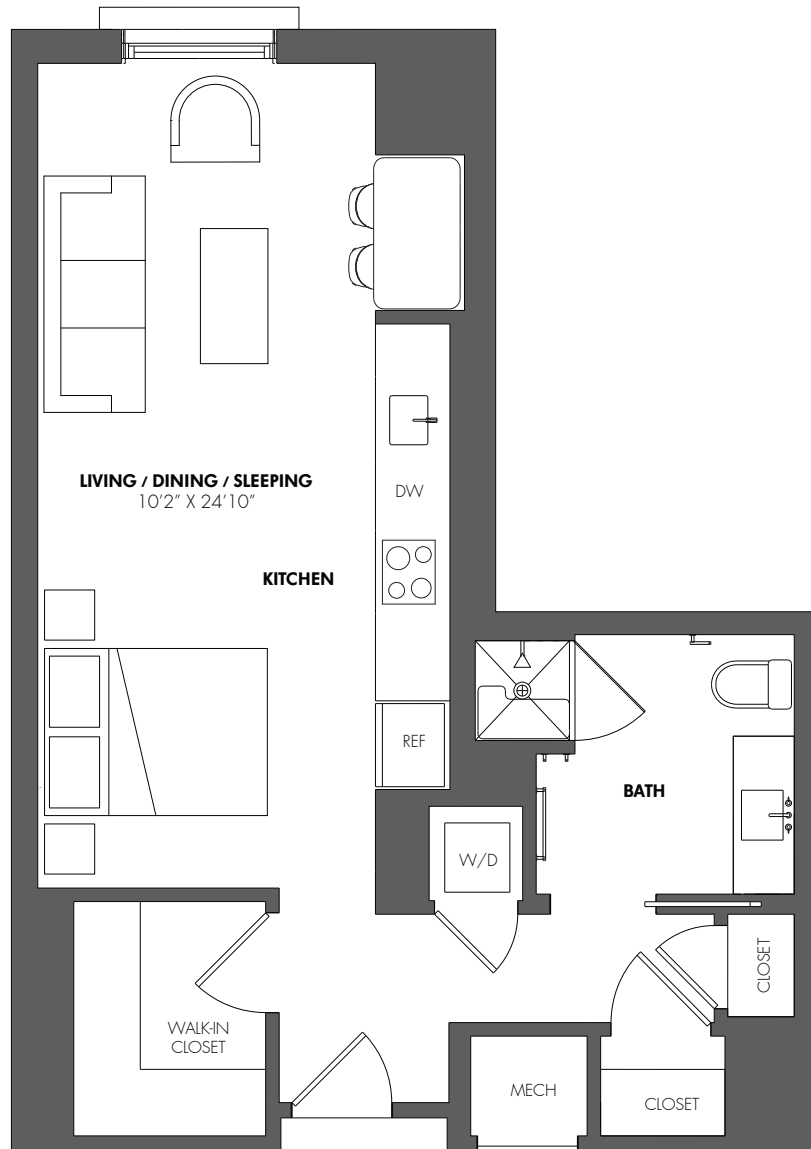 LIVING / DINING / SLEEPING
10’2” X 24’10”
DW
KITCHEN
REF
BATH
W/D
CLOSET
WALK-IN
CLOSET
MECH
CLOSET